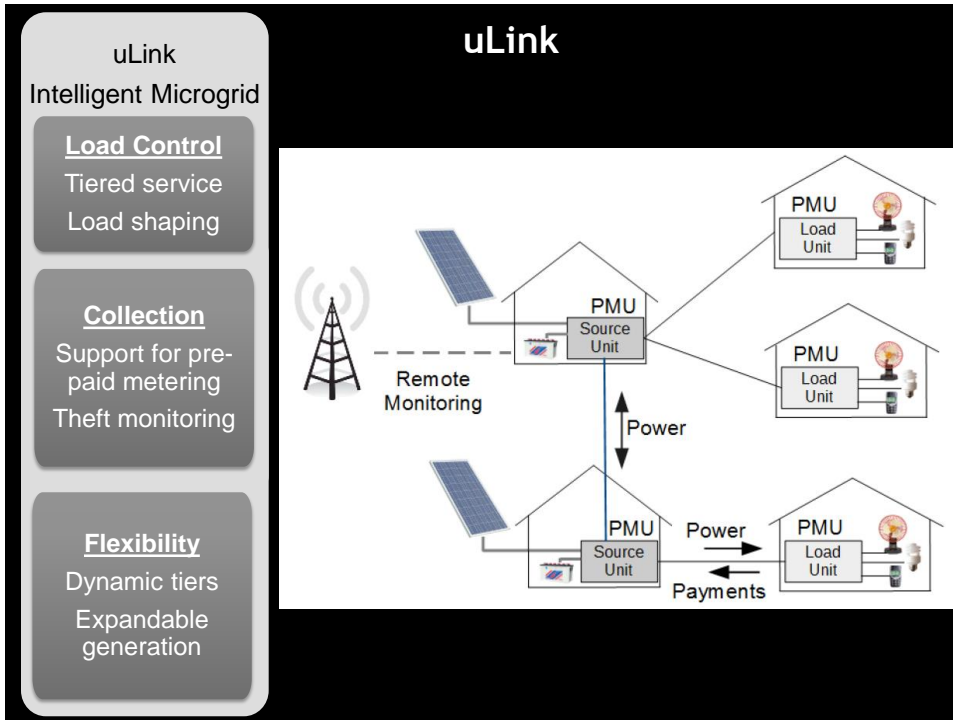 uLink
uLink
Intelligent Microgrid
Load Control
Tiered service
Load shaping
Collection
Support for pre-
paid metering
Theft monitoring
Flexibility
Dynamic tiers
Expandable
generation
Remote
Monitoring
PMU
Source
Unit
Power
PMU
Load
Unit
PMU
Load
Unit
PMU
Source
Unit
Power
Payments
PMU
Load
Unit